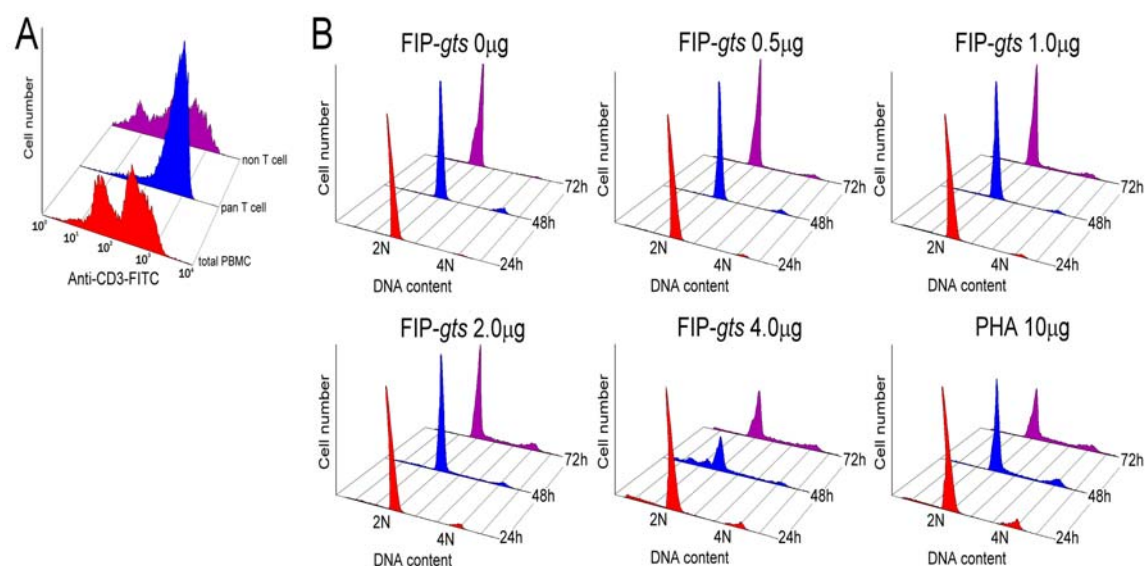 A
Cell number
non T cell
pan T cell
total PBMC
10⁰
10¹
10²
10³
10⁴
Anti-CD3-FITC
B
FIP-gts 0μg
Cell number
72h
48h
24h
2N
4N
DNA content
FIP-gts 0.5μg
Cell number
72h
48h
24h
2N
4N
DNA content
FIP-gts 1.0μg
Cell number
72h
48h
24h
2N
4N
DNA content
FIP-gts 2.0μg
Cell number
72h
48h
24h
2N
4N
DNA content
FIP-gts 4.0μg
Cell number
72h
48h
24h
2N
4N
DNA content
PHA 10μg
Cell number
72h
48h
24h
2N
4N
DNA content